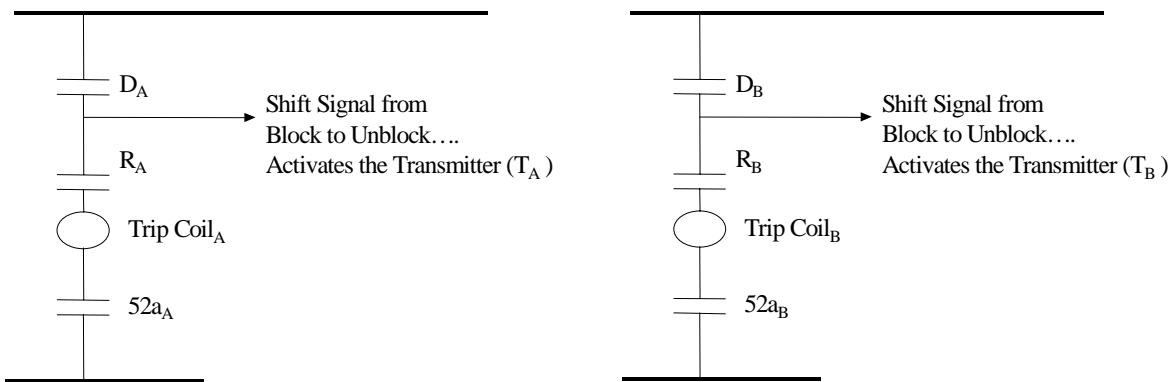 D_A
Shift Signal from
Block to Unblock….
Activates the Transmitter (T_A )
R_A
Trip Coil_A
52a_A
D_B
Shift Signal from
Block to Unblock….
Activates the Transmitter (T_B )
R_B
Trip Coil_B
52a_B